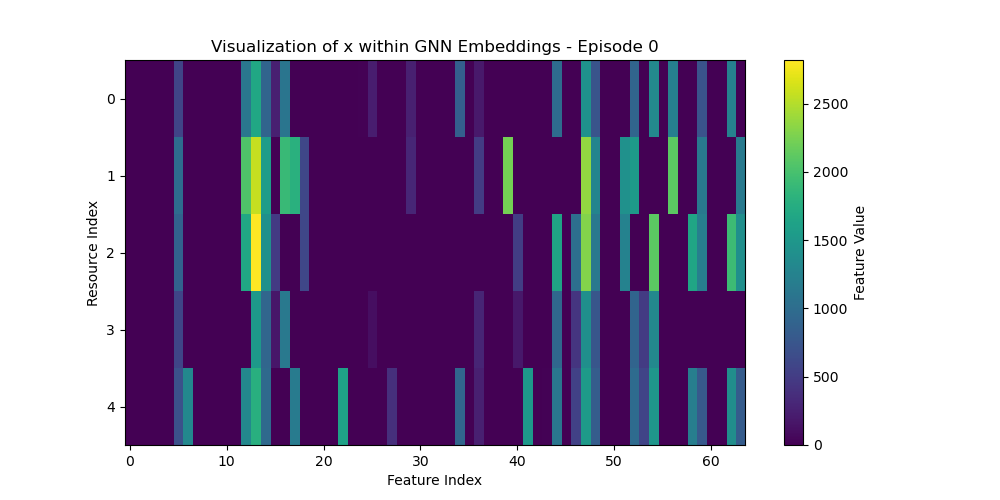 Visualization of x within GNN Embeddings - Episode 0
Resource Index
0
1
2
3
4
0 10 20 30 40 50 60
Feature Index
2500
2000
1500
1000
500
0
Feature Value